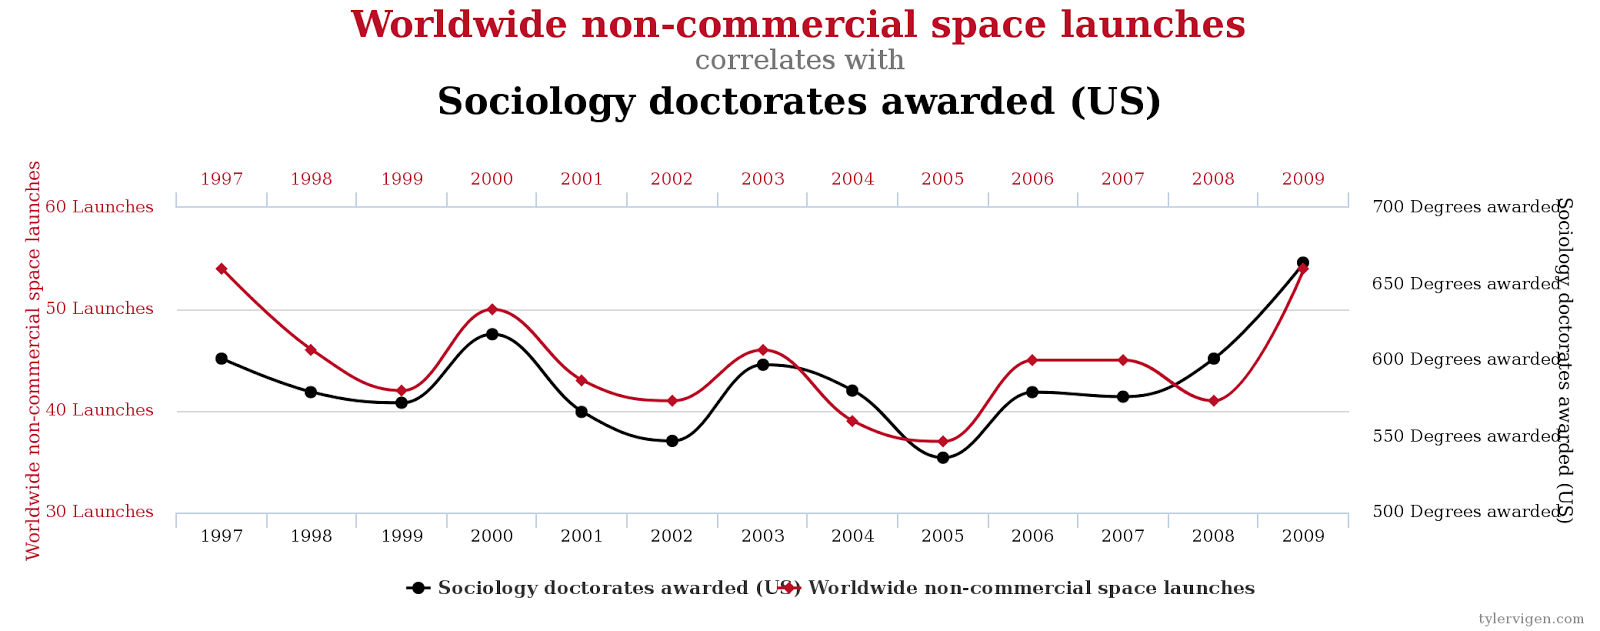 Worldwide non-commercial space launches
correlates with
Sociology doctorates awarded (US)
1997 1998 1999 2000 2001 2002 2003 2004 2005 2006 2007 2008 2009
Worldwide non-commercial space launches
60 Launches
50 Launches
40 Launches
30 Launches
700 Degrees awarded
650 Degrees awarded
600 Degrees awarded
550 Degrees awarded
500 Degrees awarded
Sociology doctorates awarded (US)
1997 1998 1999 2000 2001 2002 2003 2004 2005 2006 2007 2008 2009
Sociology doctorates awarded (US) Worldwide non-commercial space launches
tylervigen.com